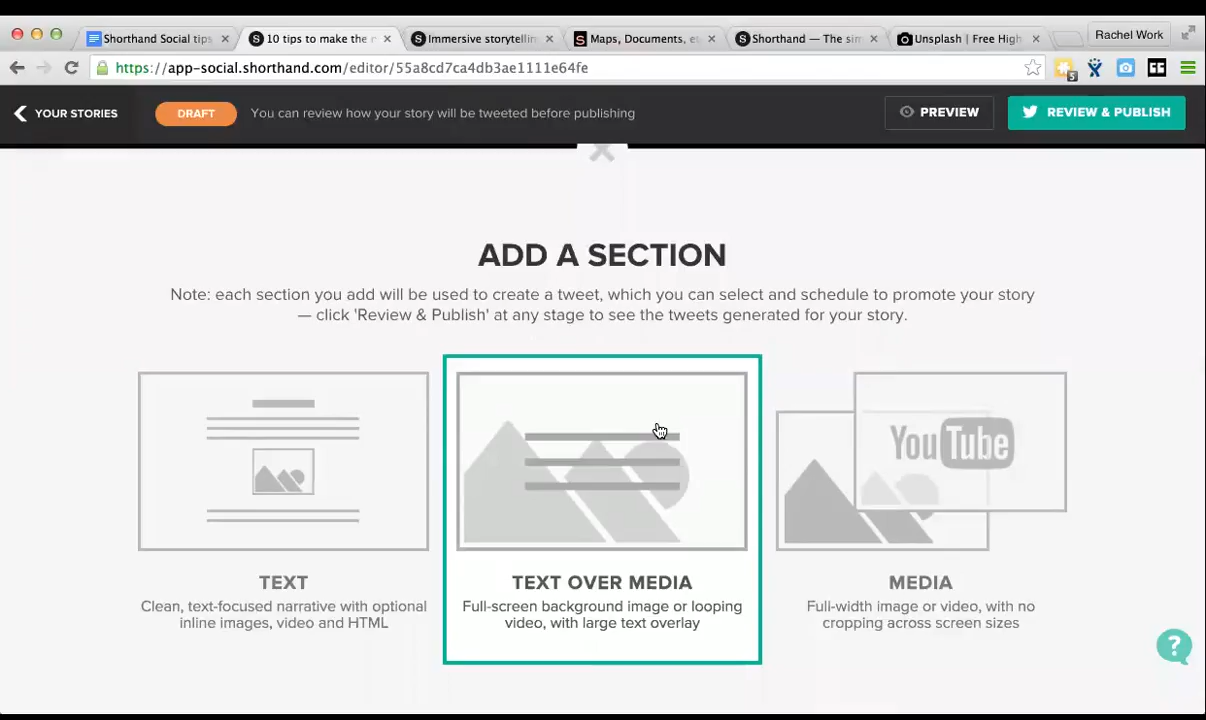 Shorthand Social tips
10 tips to make the
Immersive storytellin
Maps, Documents, e
Shorthand — The sim
Unsplash | Free High
Rachel Work
https://app-social.shorthand.com/editor/55a8cd7ca4db3ae1111e64fe
5
YOUR STORIES
DRAFT
You can review how your story will be tweeted before publishing
PREVIEW
REVIEW & PUBLISH
ADD A SECTION
Note: each section you add will be used to create a tweet, which you can select and schedule to promote your story
— click 'Review & Publish' at any stage to see the tweets generated for your story.
YouTube
TEXT
Clean, text-focused narrative with optional
inline images, video and HTML
TEXT OVER MEDIA
Full-screen background image or looping
video, with large text overlay
MEDIA
Full-width image or video, with no
cropping across screen sizes
?